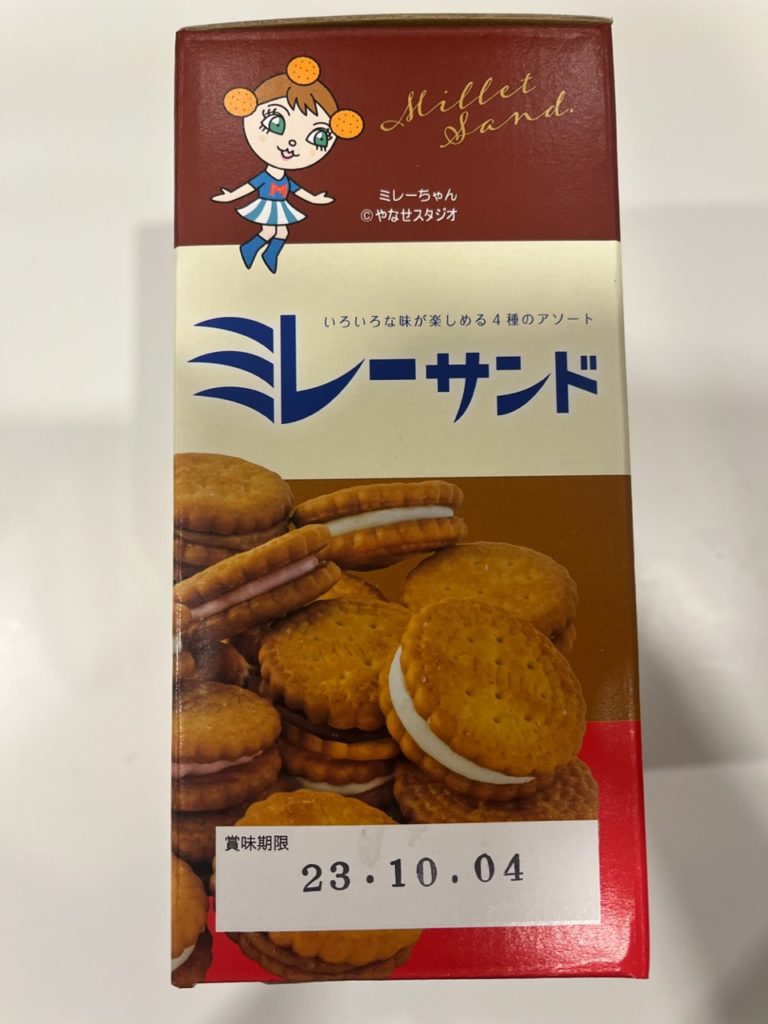 Millet
Sand.
M
ミレーちゃん
©やなせスタジオ
いろいろな味が楽しめる4種のアソート
ミレーサンド
賞味期限
23.10.04